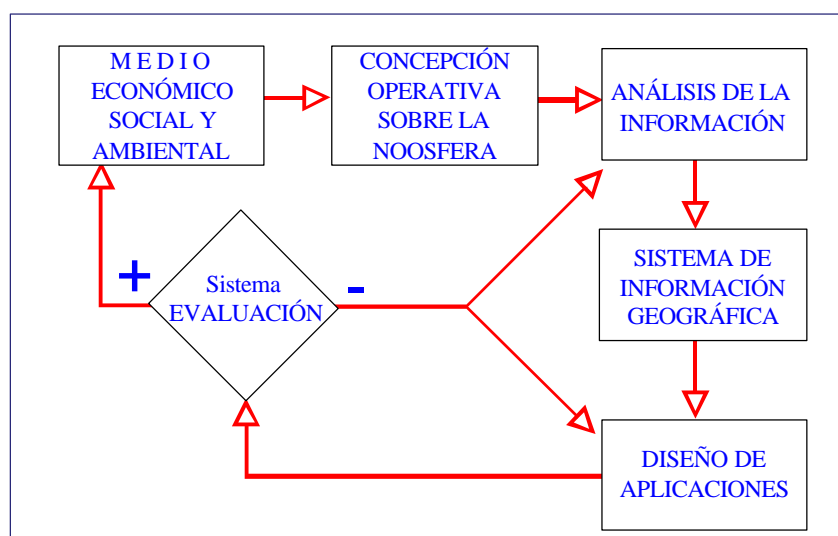 M E D I O
ECONÓMICO
SOCIAL Y
AMBIENTAL
CONCEPCIÓN
OPERATIVA
SOBRE LA
NOOSFERA
ANÁLISIS DE LA
INFORMACIÓN
SISTEMA DE
INFORMACIÓN
GEOGRÁFICA
DISEÑO DE
APLICACIONES
Sistema
EVALUACIÓN
+
-